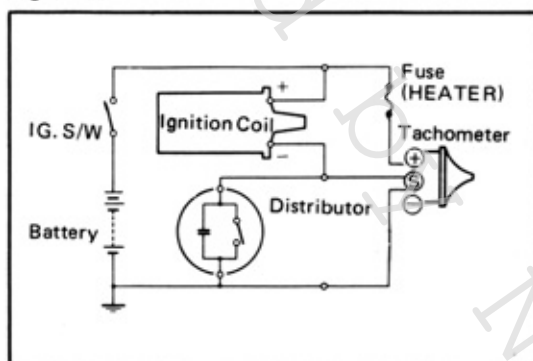 Fuse
(HEATER)
IG. S/W
Ignition Coil
+
−
Tachometer
+
S
−
Distributor
Battery